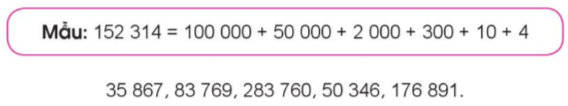 Mẫu: 152 314 = 100 000 + 50 000 + 2 000 + 300 + 10 + 4
35 867, 83 769, 283 760, 50 346, 176 891.